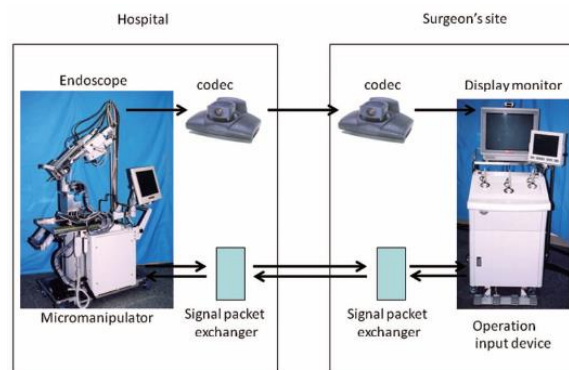 Hospital
Surgeon's site
Endoscope
codec
codec
Display monitor
Micromanipulator
Signal packet
exchanger
Signal packet
exchanger
Operation
input device